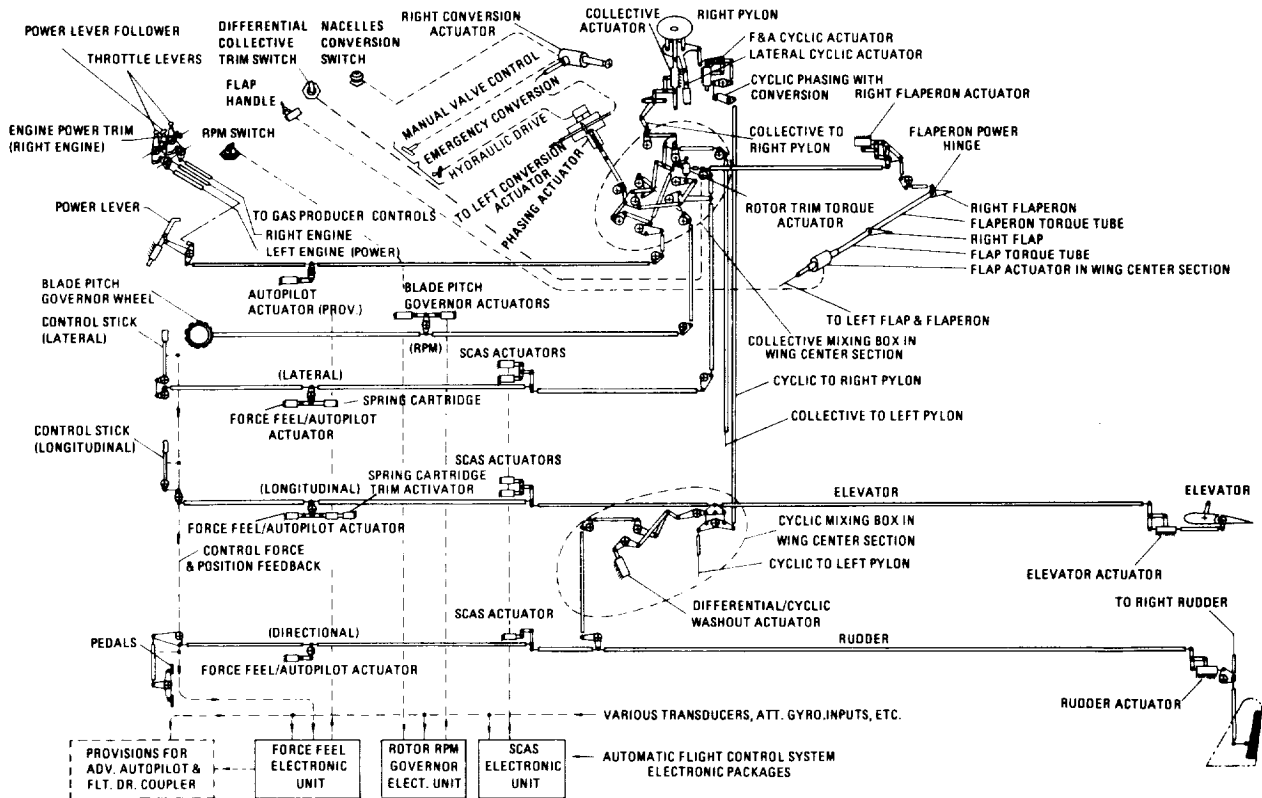 POWER LEVER FOLLOWER
THROTTLE LEVERS
DIFFERENTIAL
COLLECTIVE
TRIM SWITCH
NACELLES
CONVERSION
SWITCH
RIGHT CONVERSION
ACTUATOR
COLLECTIVE
ACTUATOR
RIGHT PYLON
F&A CYCLIC ACTUATOR
LATERAL CYCLIC ACTUATOR
CYCLIC PHASING WITH
CONVERSION
RIGHT FLAPERON ACTUATOR
FLAP
HANDLE
ENGINE POWER TRIM
(RIGHT ENGINE)
RPM SWITCH
MANUAL VALVE CONTROL
EMERGENCY CONVERSION
HYDRAULIC DRIVE
TO LEFT CONVERSION
ACTUATOR
PHASING ACTUATOR
COLLECTIVE TO
RIGHT PYLON
FLAPERON POWER
HINGE
POWER LEVER
TO GAS PRODUCER CONTROLS
RIGHT ENGINE
LEFT ENGINE (POWER)
ROTOR TRIM TORQUE
ACTUATOR
RIGHT FLAPERON
FLAPERON TORQUE TUBE
RIGHT FLAP
FLAP TORQUE TUBE
FLAP ACTUATOR IN WING CENTER SECTION
BLADE PITCH
GOVERNOR WHEEL
AUTOPILOT
ACTUATOR (PROV.)
BLADE PITCH
GOVERNOR ACTUATORS
TO LEFT FLAP & FLAPERON
CONTROL STICK
(LATERAL)
(RPM)
COLLECTIVE MIXING BOX IN
WING CENTER SECTION
(LATERAL)
SCAS ACTUATORS
CYCLIC TO RIGHT PYLON
SPRING CARTRIDGE
FORCE FEEL/AUTOPILOT
ACTUATOR
COLLECTIVE TO LEFT PYLON
CONTROL STICK
(LONGITUDINAL)
SCAS ACTUATORS
SPRING CARTRIDGE
TRIM ACTIVATOR
(LONGITUDINAL)
ELEVATOR
ELEVATOR
FORCE FEEL/AUTOPILOT ACTUATOR
CYCLIC MIXING BOX IN
WING CENTER SECTION
CONTROL FORCE
& POSITION FEEDBACK
CYCLIC TO LEFT PYLON
ELEVATOR ACTUATOR
DIFFERENTIAL/CYCLIC
WASHOUT ACTUATOR
TO RIGHT RUDDER
SCAS ACTUATOR
(DIRECTIONAL)
RUDDER
PEDALS
FORCE FEEL/AUTOPILOT ACTUATOR
RUDDER ACTUATOR
VARIOUS TRANSDUCERS, ATT. GYRO.INPUTS, ETC.
PROVISIONS FOR
ADV. AUTOPILOT &
FLT. DR. COUPLER
FORCE FEEL
ELECTRONIC
UNIT
ROTOR RPM
GOVERNOR
ELECT. UNIT
SCAS
ELECTRONIC
UNIT
AUTOMATIC FLIGHT CONTROL SYSTEM
ELECTRONIC PACKAGES